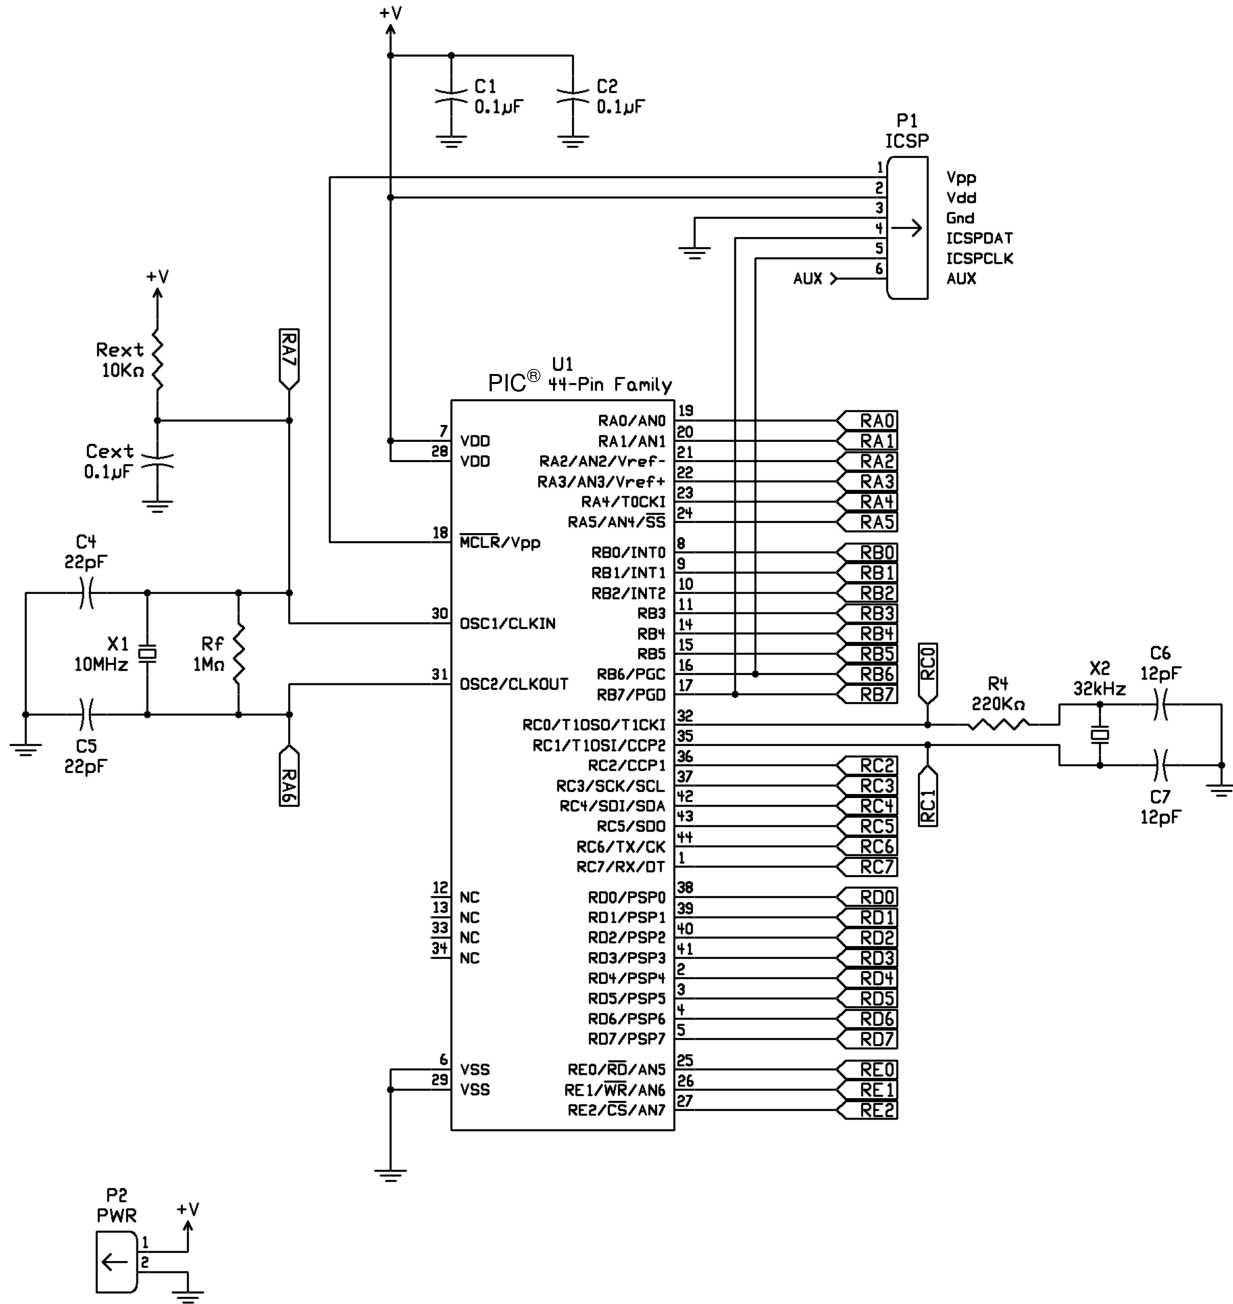 +V
C1
0.1µF
C2
0.1µF
P1
ICSP
1 Vpp
2 Vdd
3 Gnd
4 ICSPDAT
5 ICSPCLK
AUX 6 AUX
+V
Rext
10KΩ
RA7
Cext
0.1µF
U1
PIC® 44-Pin Family
RA0/AN0 19 RA0
RA1/AN1 20 RA1
7 VDD
28 VDD
RA2/AN2/Vref- 21 RA2
RA3/AN3/Vref+ 22 RA3
RA4/T0CKI 23 RA4
RA5/AN4/SS 24 RA5
18 MCLR/Vpp
RB0/INT0 8 RB0
RB1/INT1 9 RB1
RB2/INT2 10 RB2
RB3 11 RB3
RB4 14 RB4
RB5 15 RB5
RB6/PGC 16 RB6
RB7/PGD 17 RB7
C4
22pF
X1
10MHz
Rf
1MΩ
C5
22pF
RA6
30 OSC1/CLKIN
31 OSC2/CLKOUT
RC0/T1OSO/T1CKI 32
RC1/T1OSI/CCP2 35
RC0
RC1
R4
220KΩ
X2
32kHz
C6
12pF
C7
12pF
RC2/CCP1 36 RC2
RC3/SCK/SCL 37 RC3
RC4/SDI/SDA 42 RC4
RC5/SDO 43 RC5
RC6/TX/CK 44 RC6
RC7/RX/DT 1 RC7
12 NC
13 NC
33 NC
34 NC
RD0/PSP0 38 RD0
RD1/PSP1 39 RD1
RD2/PSP2 40 RD2
RD3/PSP3 41 RD3
RD4/PSP4 2 RD4
RD5/PSP5 3 RD5
RD6/PSP6 4 RD6
RD7/PSP7 5 RD7
6 VSS
29 VSS
RE0/RD/AN5 25 RE0
RE1/WR/AN6 26 RE1
RE2/CS/AN7 27 RE2
P2
PWR
+V
1
2